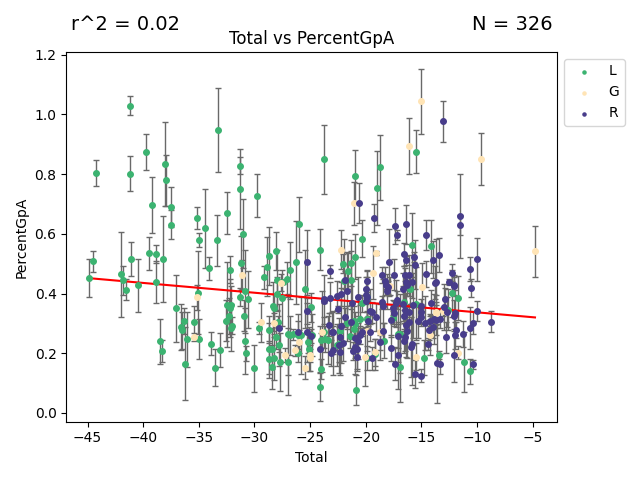 r^2 = 0.02
N = 326
Total vs PercentGpA
L
G
R
1.2
1.0
0.8
0.6
0.4
0.2
0.0
PercentGpA
−45 −40 −35 −30 −25 −20 −15 −10 −5
Total